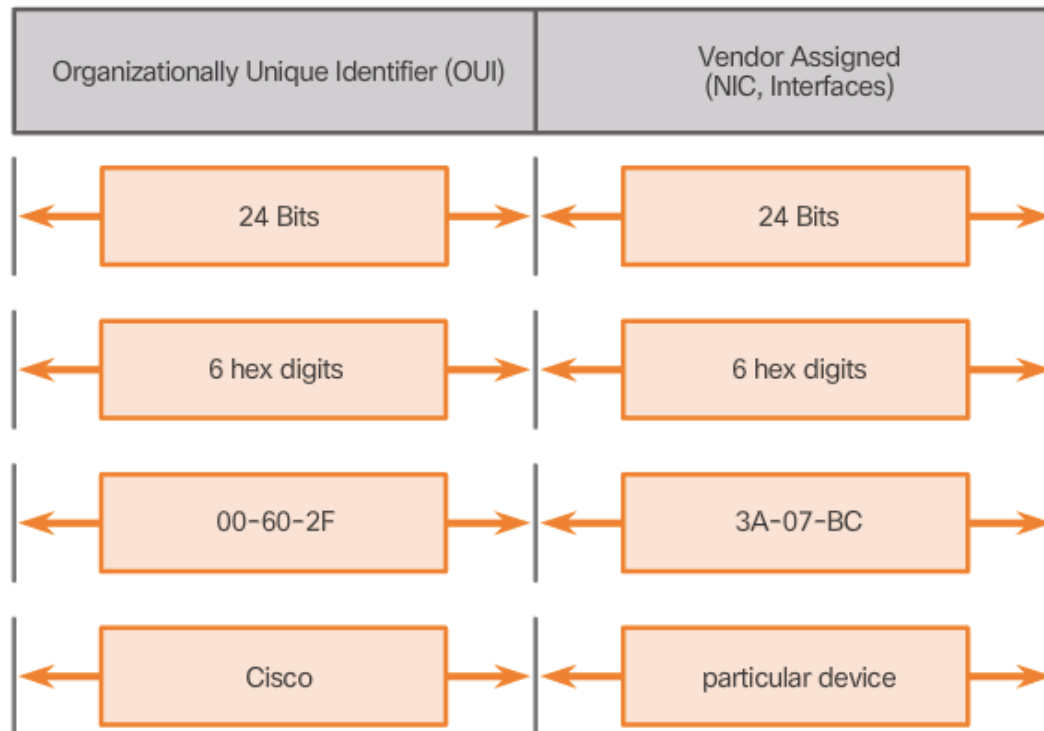 Organizationally Unique Identifier (OUI)
Vendor Assigned
(NIC, Interfaces)
24 Bits
24 Bits
6 hex digits
6 hex digits
00-60-2F
3A-07-BC
Cisco
particular device